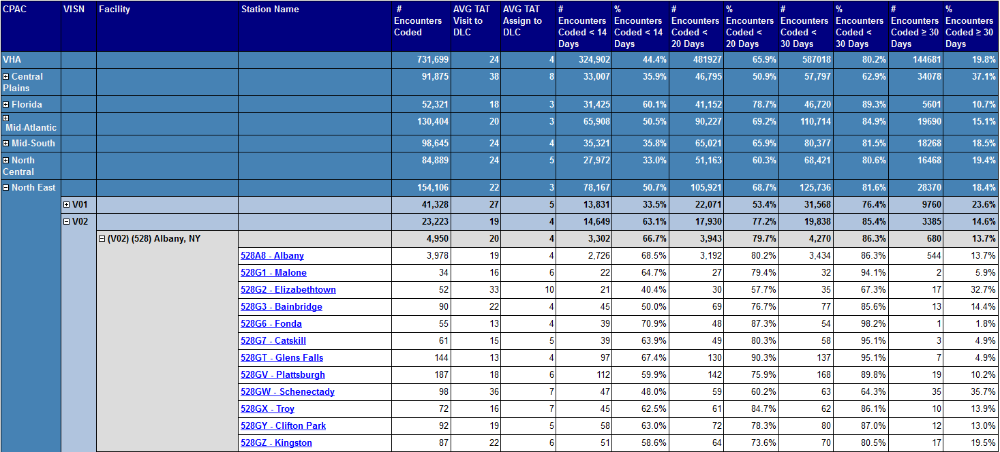 CPAC VISN Facility Station Name # Encounters Coded AVG TAT Visit to DLC AVG TAT Assign to DLC # Encounters Coded < 14 Days % Encounters Coded < 14 Days # Encounters Coded < 20 Days % Encounters Coded < 20 Days # Encounters Coded < 30 Days % Encounters Coded < 30 Days # Encounters Coded ≥ 30 Days % Encounters Coded ≥ 30 Days
VHA 731,699 24 4 324,902 44.4% 481927 65.9% 587018 80.2% 144681 19.8%
Central Plains 91,875 38 8 33,007 35.9% 46,795 50.9% 57,797 62.9% 34078 37.1%
Florida 52,321 18 3 31,425 60.1% 41,152 78.7% 46,720 89.3% 5601 10.7%
Mid-Atlantic 130,404 20 3 65,908 50.5% 90,227 69.2% 110,714 84.9% 19690 15.1%
Mid-South 98,645 24 4 35,321 35.8% 65,021 65.9% 80,377 81.5% 18268 18.5%
North Central 84,889 24 5 27,972 33.0% 51,163 60.3% 68,421 80.6% 16468 19.4%
North East 154,106 22 3 78,167 50.7% 105,921 68.7% 125,736 81.6% 28370 18.4%
V01 41,328 27 5 13,831 33.5% 22,071 53.4% 31,568 76.4% 9760 23.6%
V02 23,223 19 4 14,649 63.1% 17,930 77.2% 19,838 85.4% 3385 14.6%
(V02) (528) Albany, NY 4,950 20 4 3,302 66.7% 3,943 79.7% 4,270 86.3% 680 13.7%
528A8 - Albany 3,978 19 4 2,726 68.5% 3,192 80.2% 3,434 86.3% 544 13.7%
528G1 - Malone 34 16 6 22 64.7% 27 79.4% 32 94.1% 2 5.9%
528G2 - Elizabethtown 52 33 10 21 40.4% 30 57.7% 35 67.3% 17 32.7%
528G3 - Bainbridge 90 22 4 45 50.0% 69 76.7% 77 85.6% 13 14.4%
528G6 - Fonda 55 13 4 39 70.9% 48 87.3% 54 98.2% 1 1.8%
528G7 - Catskill 61 15 5 39 63.9% 49 80.3% 58 95.1% 3 4.9%
528GT - Glens Falls 144 13 4 97 67.4% 130 90.3% 137 95.1% 7 4.9%
528GV - Plattsburgh 187 18 6 112 59.9% 142 75.9% 168 89.8% 19 10.2%
528GW - Schenectady 98 36 7 47 48.0% 59 60.2% 63 64.3% 35 35.7%
528GX - Troy 72 16 7 45 62.5% 61 84.7% 62 86.1% 10 13.9%
528GY - Clifton Park 92 19 5 58 63.0% 72 78.3% 80 87.0% 12 13.0%
528GZ - Kingston 87 22 6 51 58.6% 64 73.6% 70 80.5% 17 19.5%